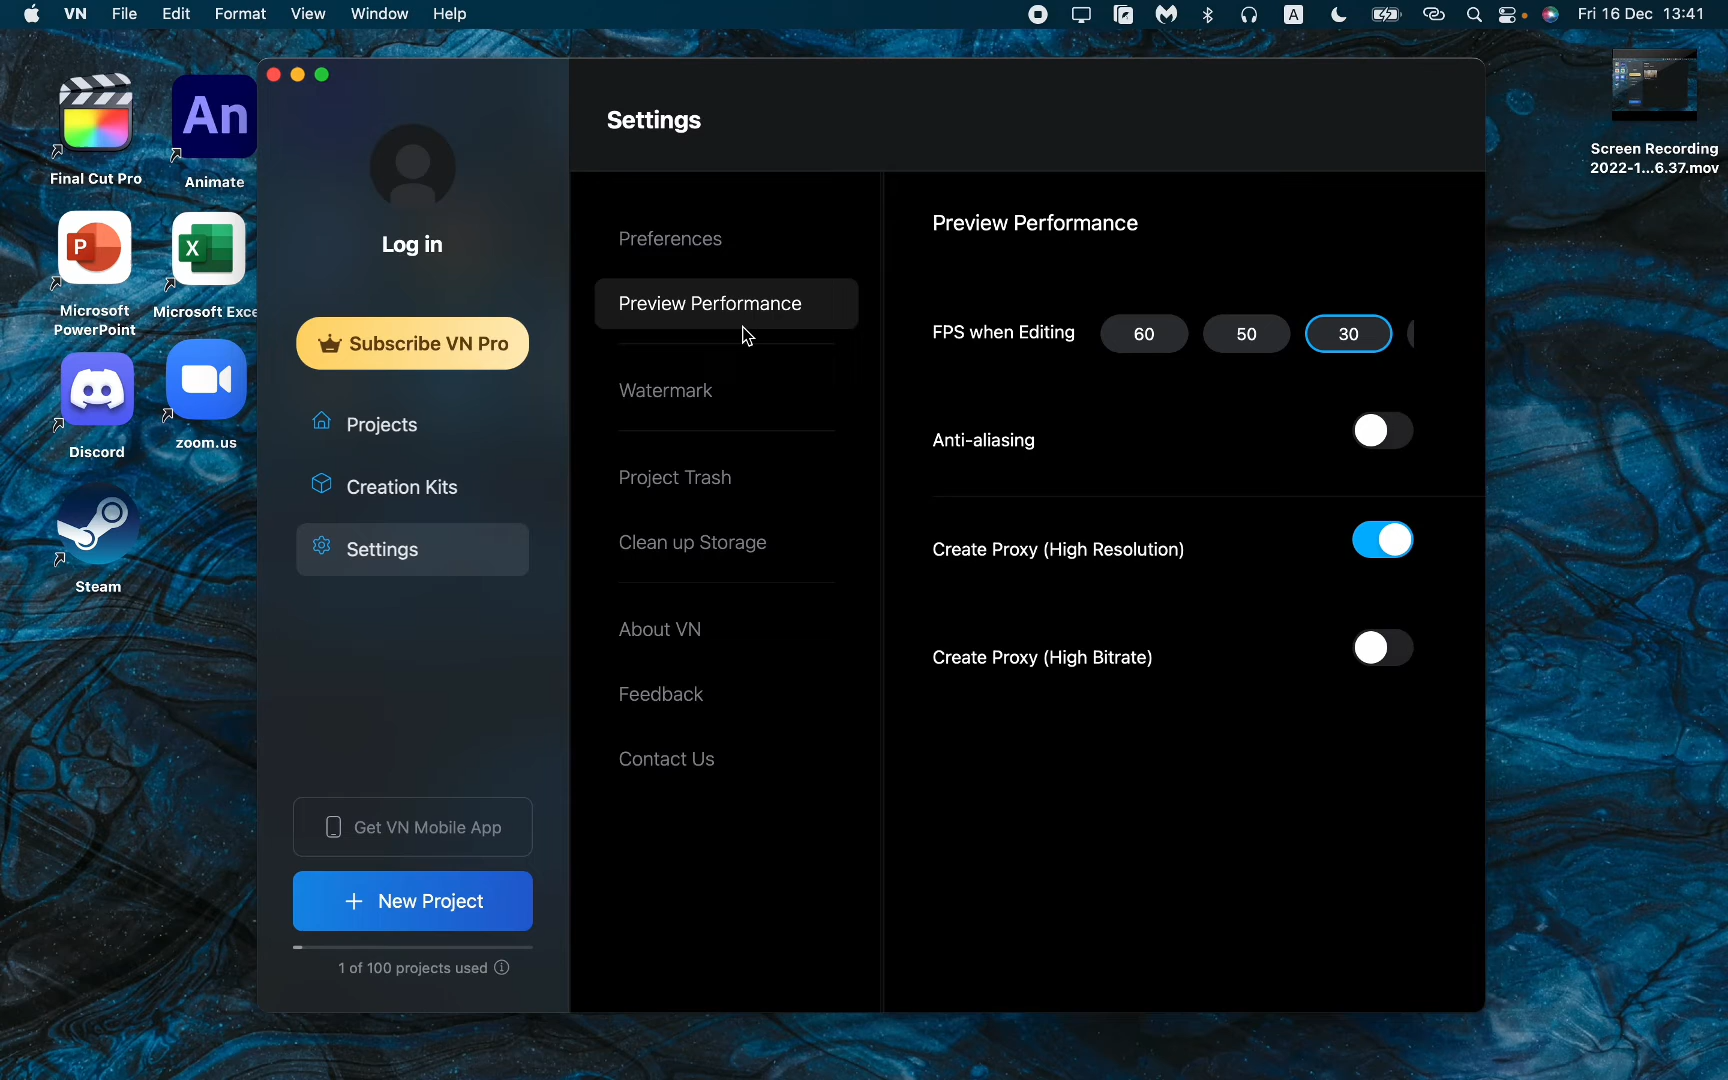 VN File Edit Format View Window Help
A
Fri 16 Dec 13:41
Final Cut Pro
An
Animate
P
Microsoft
PowerPoint
X
Microsoft Exce
Discord
zoom.us
Steam
Screen Recording
2022-1...6.37.mov
Log in
Subscribe VN Pro
Projects
Creation Kits
Settings
Get VN Mobile App
+ New Project
1 of 100 projects used
Settings
Preferences
Preview Performance
Watermark
Project Trash
Clean up Storage
About VN
Feedback
Contact Us
Preview Performance
FPS when Editing 60 50 30
Anti-aliasing
Create Proxy (High Resolution)
Create Proxy (High Bitrate)